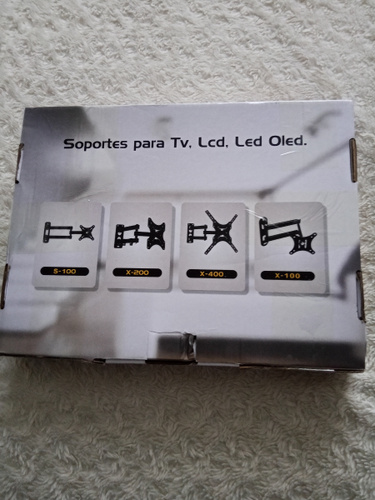 Soportes para Tv, Lcd, Led Oled.
S-100 X-200 X-400 X-100